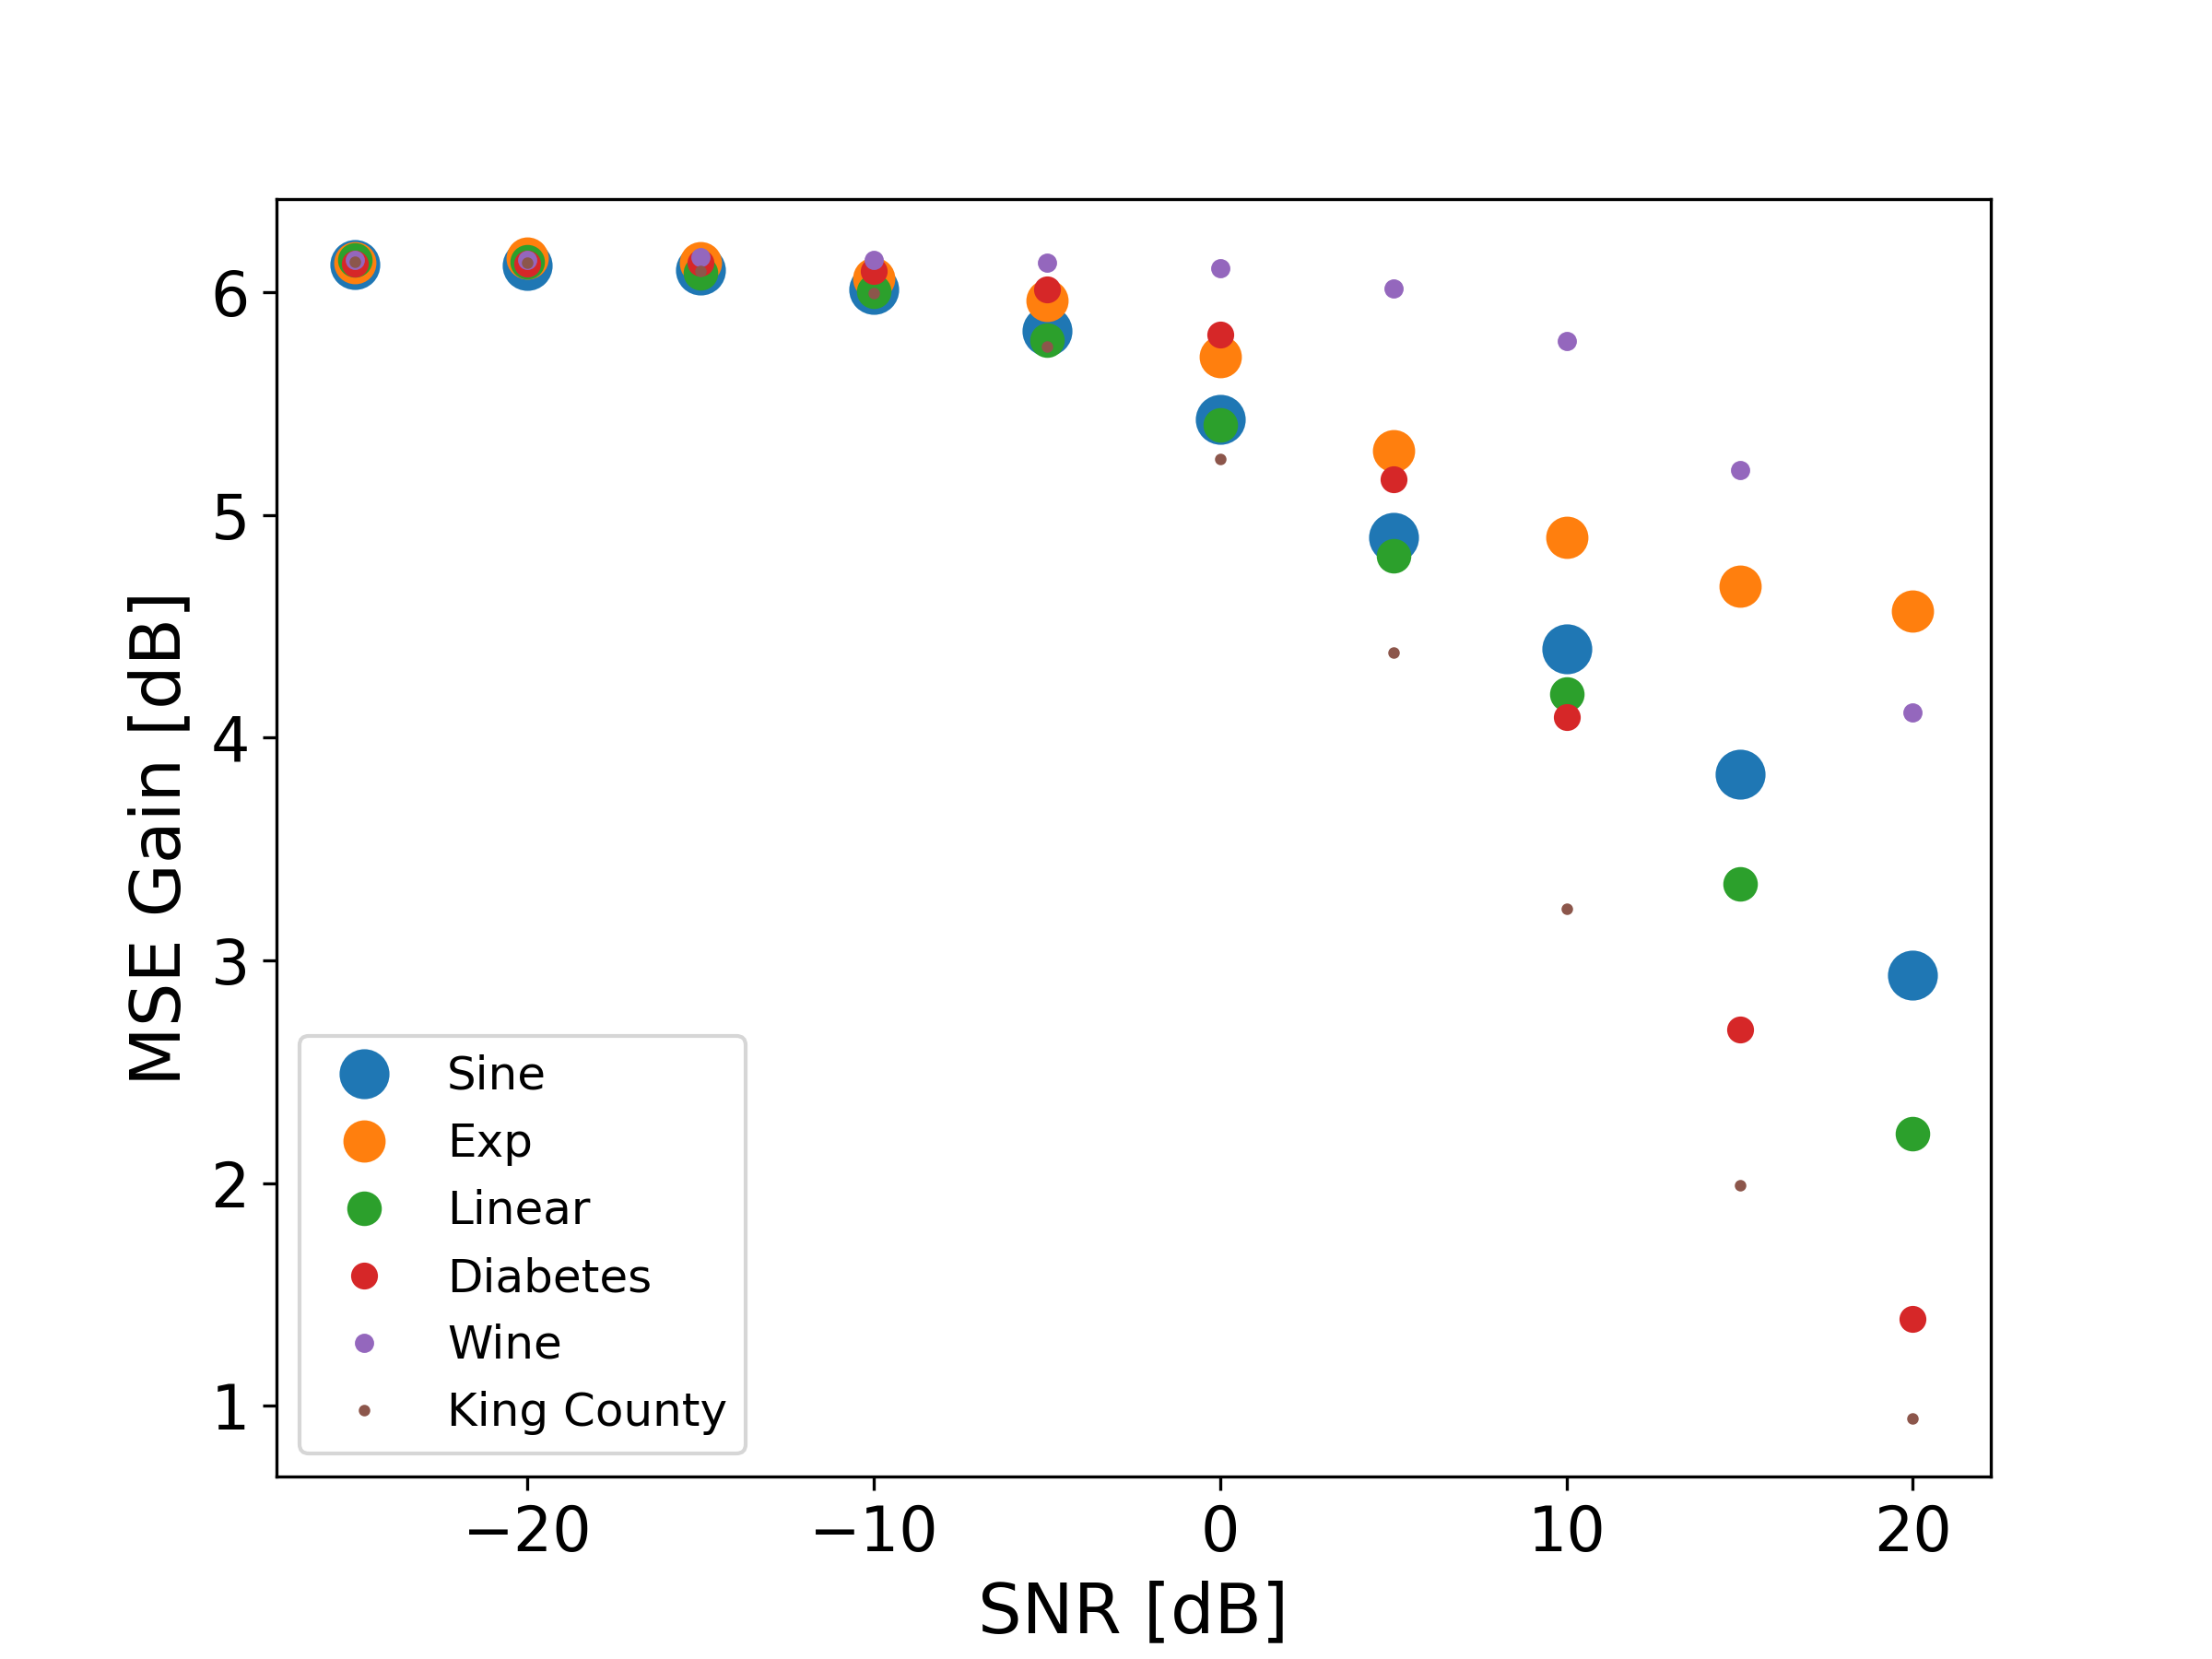 MSE Gain [dB]
6
5
4
3
2
1
Sine
Exp
Linear
Diabetes
Wine
King County
−20
−10
0
10
20
SNR [dB]